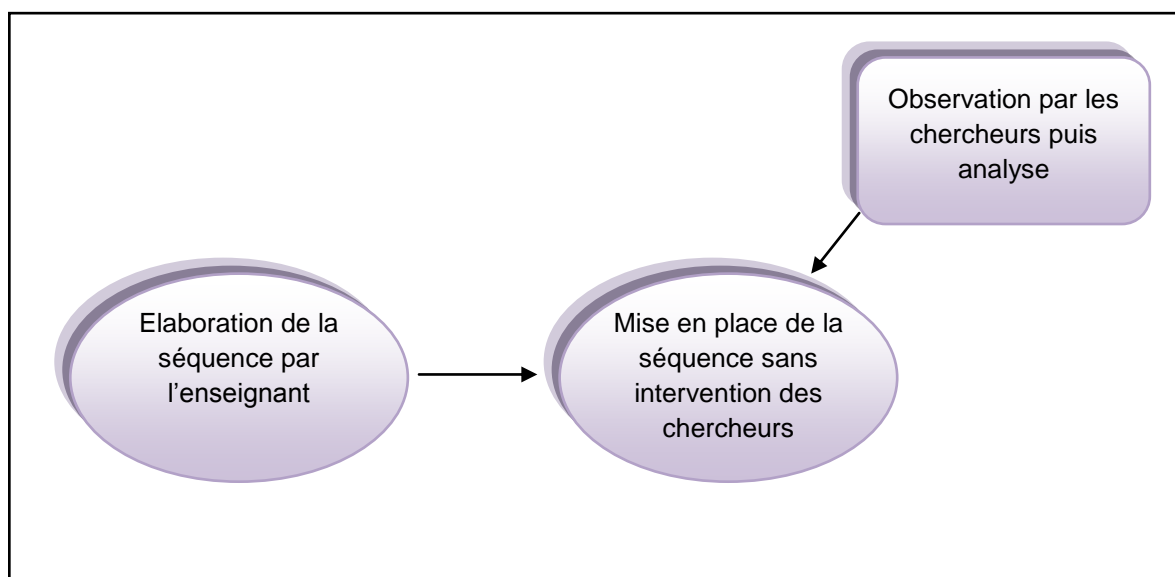 Observation par les
chercheurs puis
analyse
Elaboration de la
séquence par
l’enseignant
Mise en place de la
séquence sans
intervention des
chercheurs